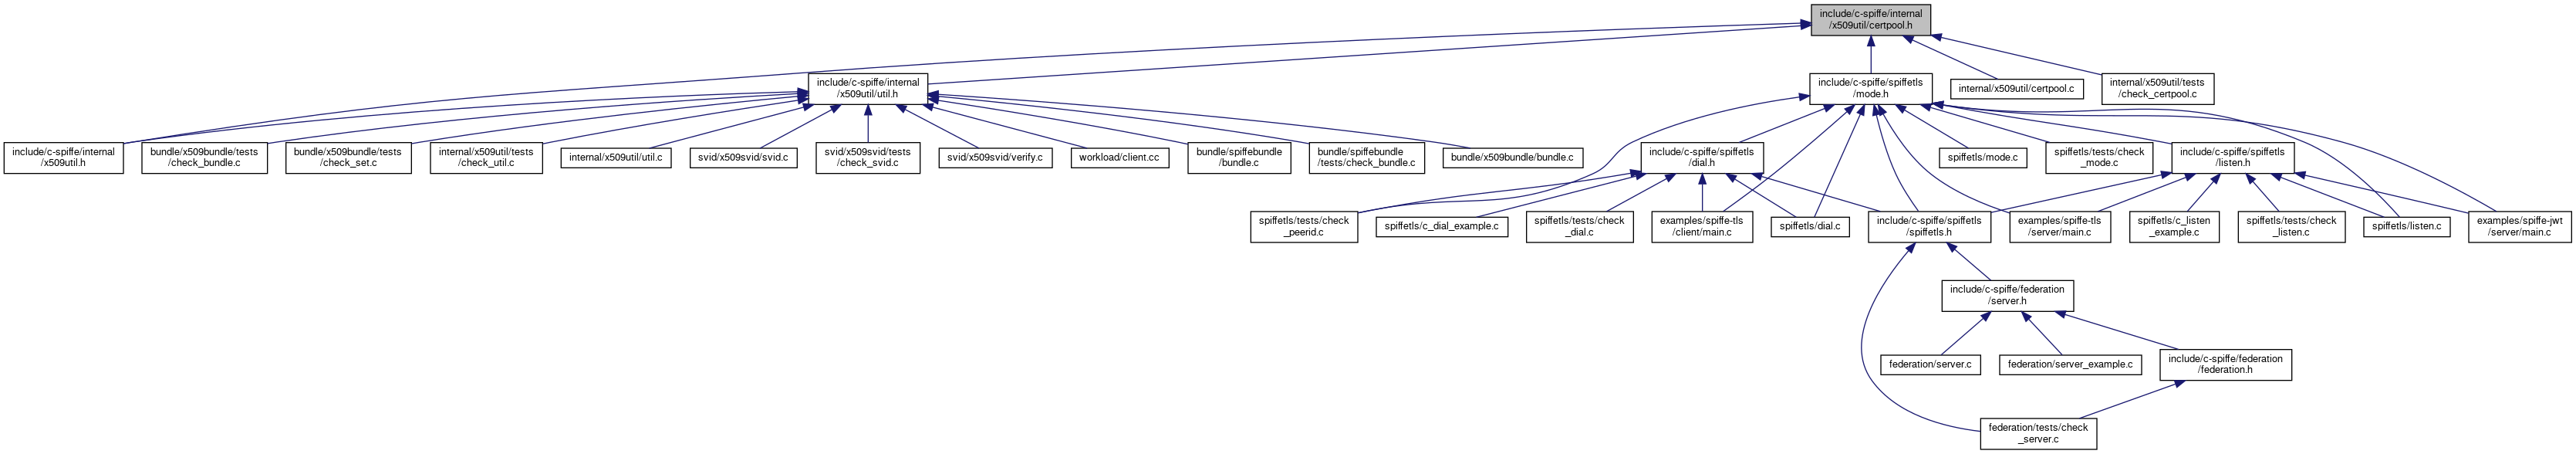 include/c-spiffe/internal
/x509util/certpool.h
include/c-spiffe/internal
/x509util/util.h
include/c-spiffe/spiffetls
/mode.h
internal/x509util/certpool.c
internal/x509util/tests
/check_certpool.c
include/c-spiffe/internal
/x509util.h
bundle/x509bundle/tests
/check_bundle.c
bundle/x509bundle/tests
/check_set.c
internal/x509util/tests
/check_util.c
internal/x509util/util.c
svid/x509svid/svid.c
svid/x509svid/tests
/check_svid.c
svid/x509svid/verify.c
workload/client.cc
bundle/spiffebundle
/bundle.c
bundle/spiffebundle
/tests/check_bundle.c
bundle/x509bundle/bundle.c
include/c-spiffe/spiffetls
/dial.h
spiffetls/mode.c
spiffetls/tests/check
_mode.c
include/c-spiffe/spiffetls
/listen.h
spiffetls/tests/check
_peerid.c
spiffetls/c_dial_example.c
spiffetls/tests/check
_dial.c
examples/spiffe-tls
/client/main.c
spiffetls/dial.c
include/c-spiffe/spiffetls
/spiffetls.h
examples/spiffe-tls
/server/main.c
spiffetls/c_listen
_example.c
spiffetls/tests/check
_listen.c
spiffetls/listen.c
examples/spiffe-jwt
/server/main.c
include/c-spiffe/federation
/server.h
federation/server.c
federation/server_example.c
include/c-spiffe/federation
/federation.h
federation/tests/check
_server.c